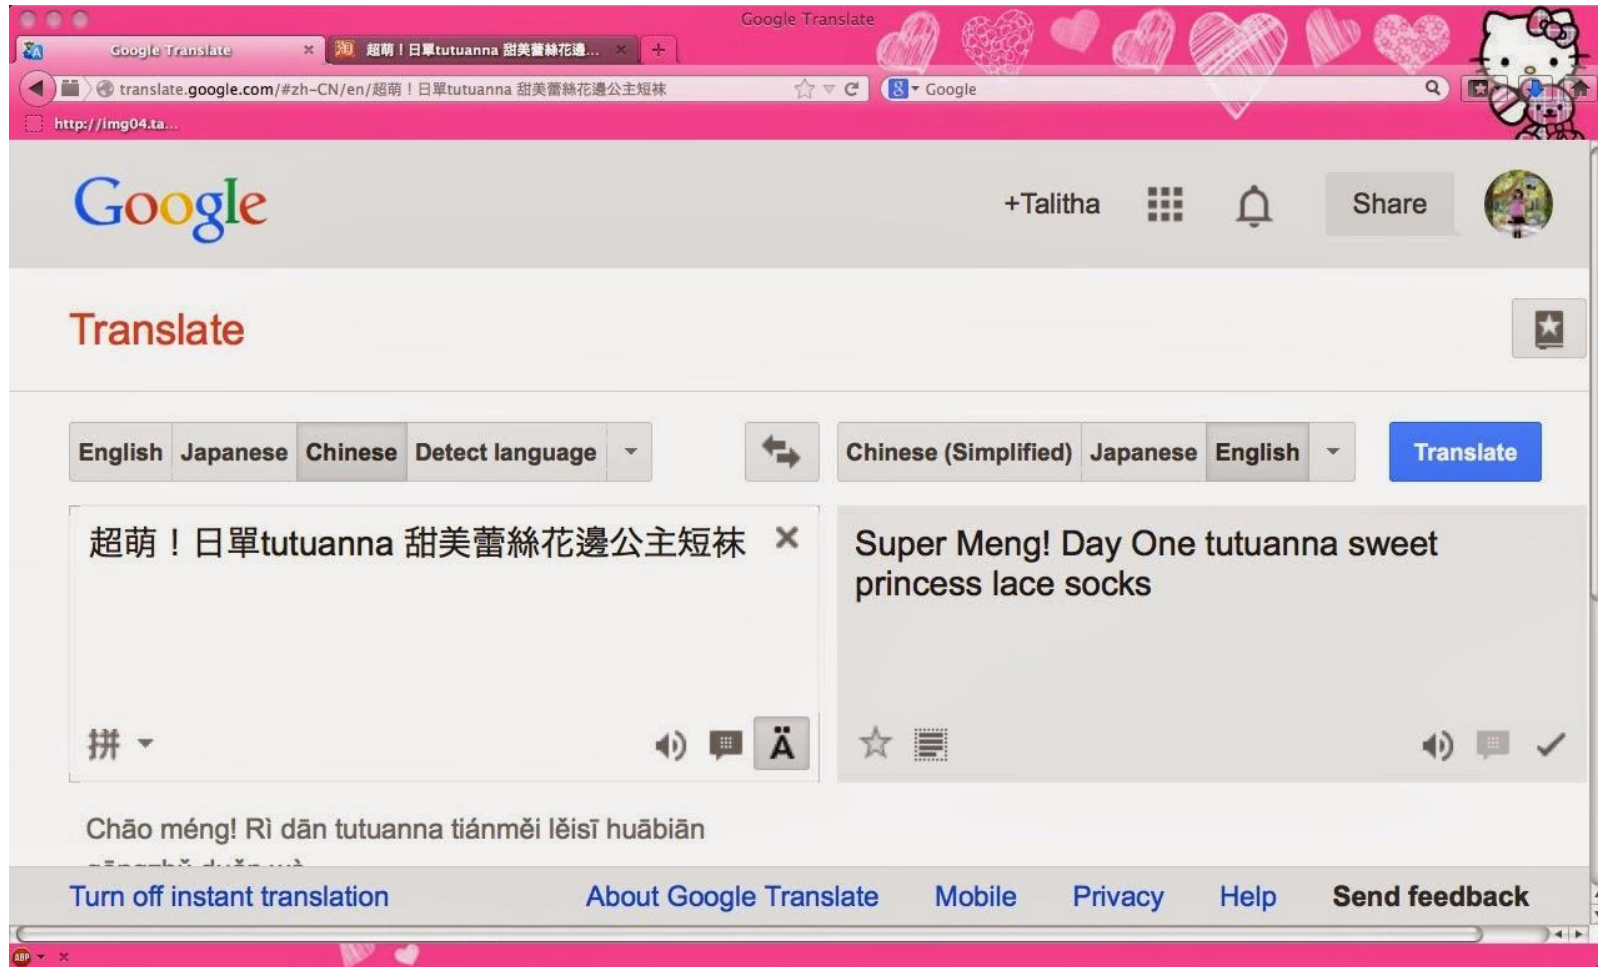 Google Translate
Google Translate
超萌！日單tutuanna 甜美蕾絲花邊...
translate.google.com/#zh-CN/en/超萌！日單tutuanna 甜美蕾絲花邊公主短袜
Google
http://img04.ta...
Google
+Talitha
Share
Translate
English Japanese Chinese Detect language
Chinese (Simplified) Japanese English
Translate
超萌！日單tutuanna 甜美蕾絲花邊公主短袜
Super Meng! Day One tutuanna sweet
princess lace socks
拼
Ä
Chāo méng! Rì dān tutuanna tiánměi lěisī huābiān
Turn off instant translation
About Google Translate
Mobile
Privacy
Help
Send feedback
ABP